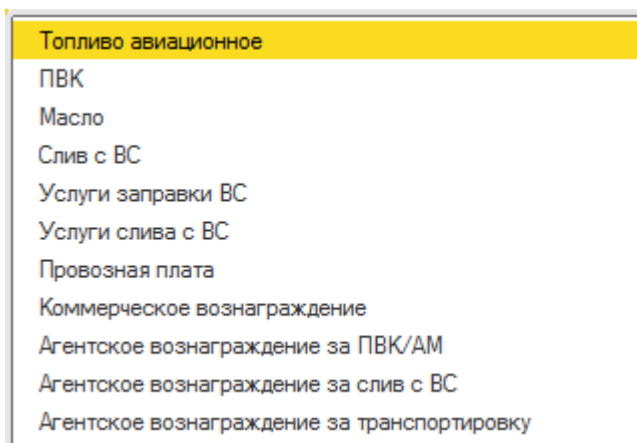 Топливо авиационное
ПВК
Масло
Слив с ВС
Услуги заправки ВС
Услуги слива с ВС
Провозная плата
Коммерческое вознаграждение
Агентское вознаграждение за ПВК/АМ
Агентское вознаграждение за слив с ВС
Агентское вознаграждение за транспортировку